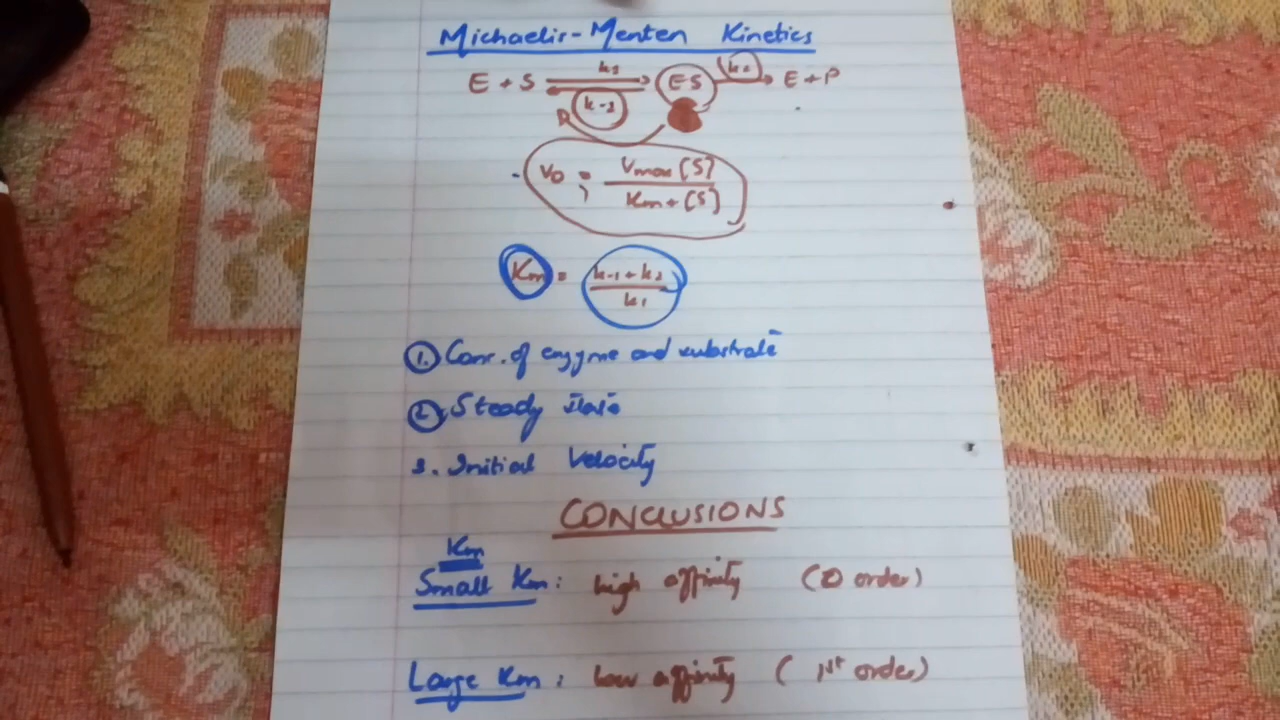 Michaelis-Menten Kinetics
E + S k1 k-1 E-S k2 E + P
V0 = Vmax [S] / Km + [S]
Km = k-1 + k2 / k1
1. Conc. of enzyme and substrate
2. Steady State
3. Initial Velocity
CONCLUSIONS
Km
Small Km: high affinity (0 order)
Large Km: low affinity (1st order)